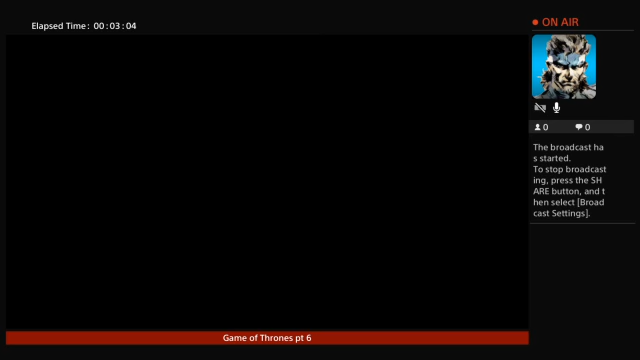 Elapsed Time: 00:03:04
ON AIR
0 0
The broadcast ha
s started.
To stop broadcast
ing, press the SH
ARE button, and t
hen select [Broad
cast Settings].
Game of Thrones pt 6